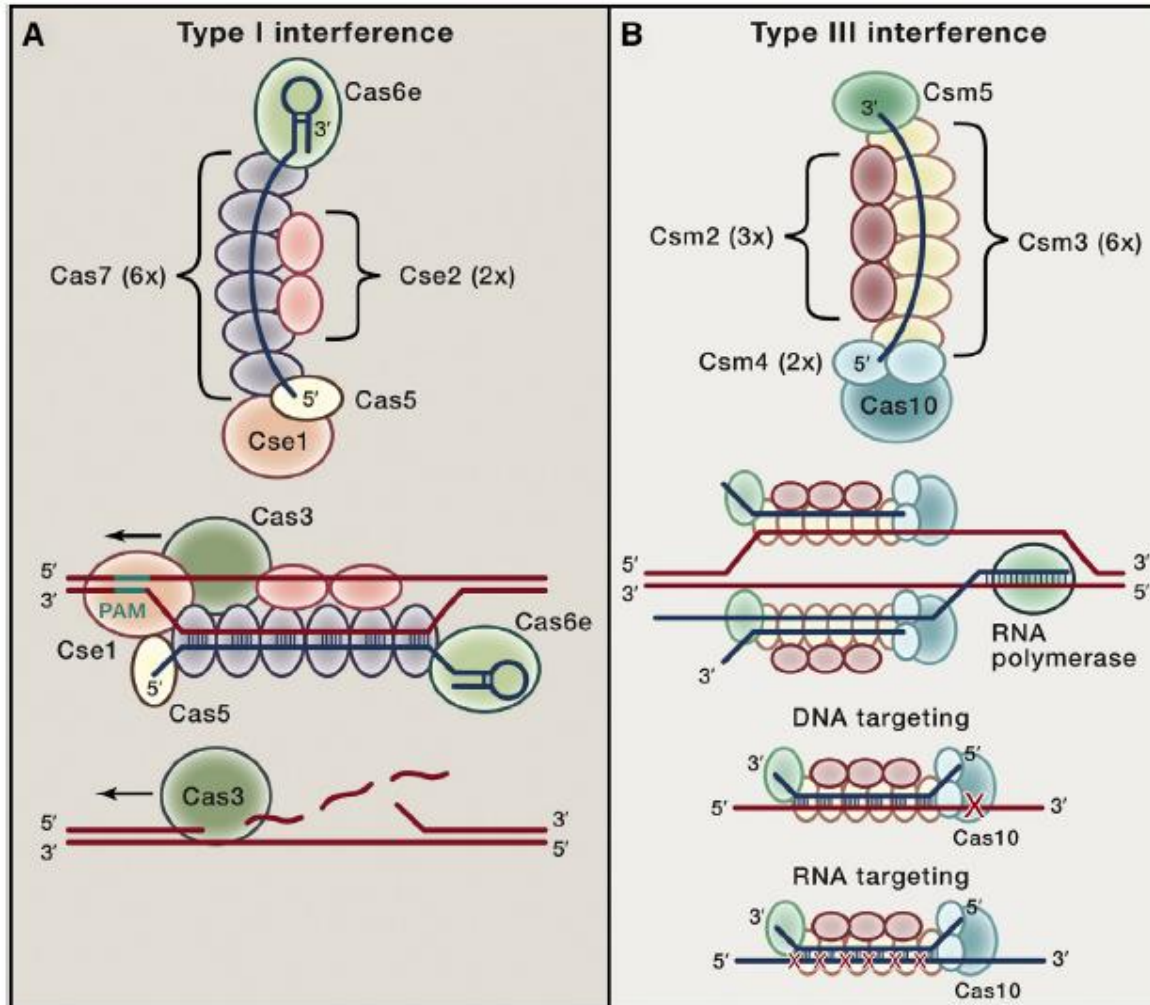 A Type I interference
Cas6e
3′
Cas7 (6x)
Cse2 (2x)
5′
Cas5
Cse1
Cas3
5′
3′
PAM
Cse1
Cas6e
5′
Cas5
Cas3
5′
3′
3′
5′
B Type III interference
Csm5
3′
Csm2 (3x)
Csm3 (6x)
Csm4 (2x)
5′
Cas10
5′
3′
3′
5′
RNA
polymerase
3′
DNA targeting
3′
5′
5′
3′
Cas10
RNA targeting
3′
5′
5′
3′
Cas10